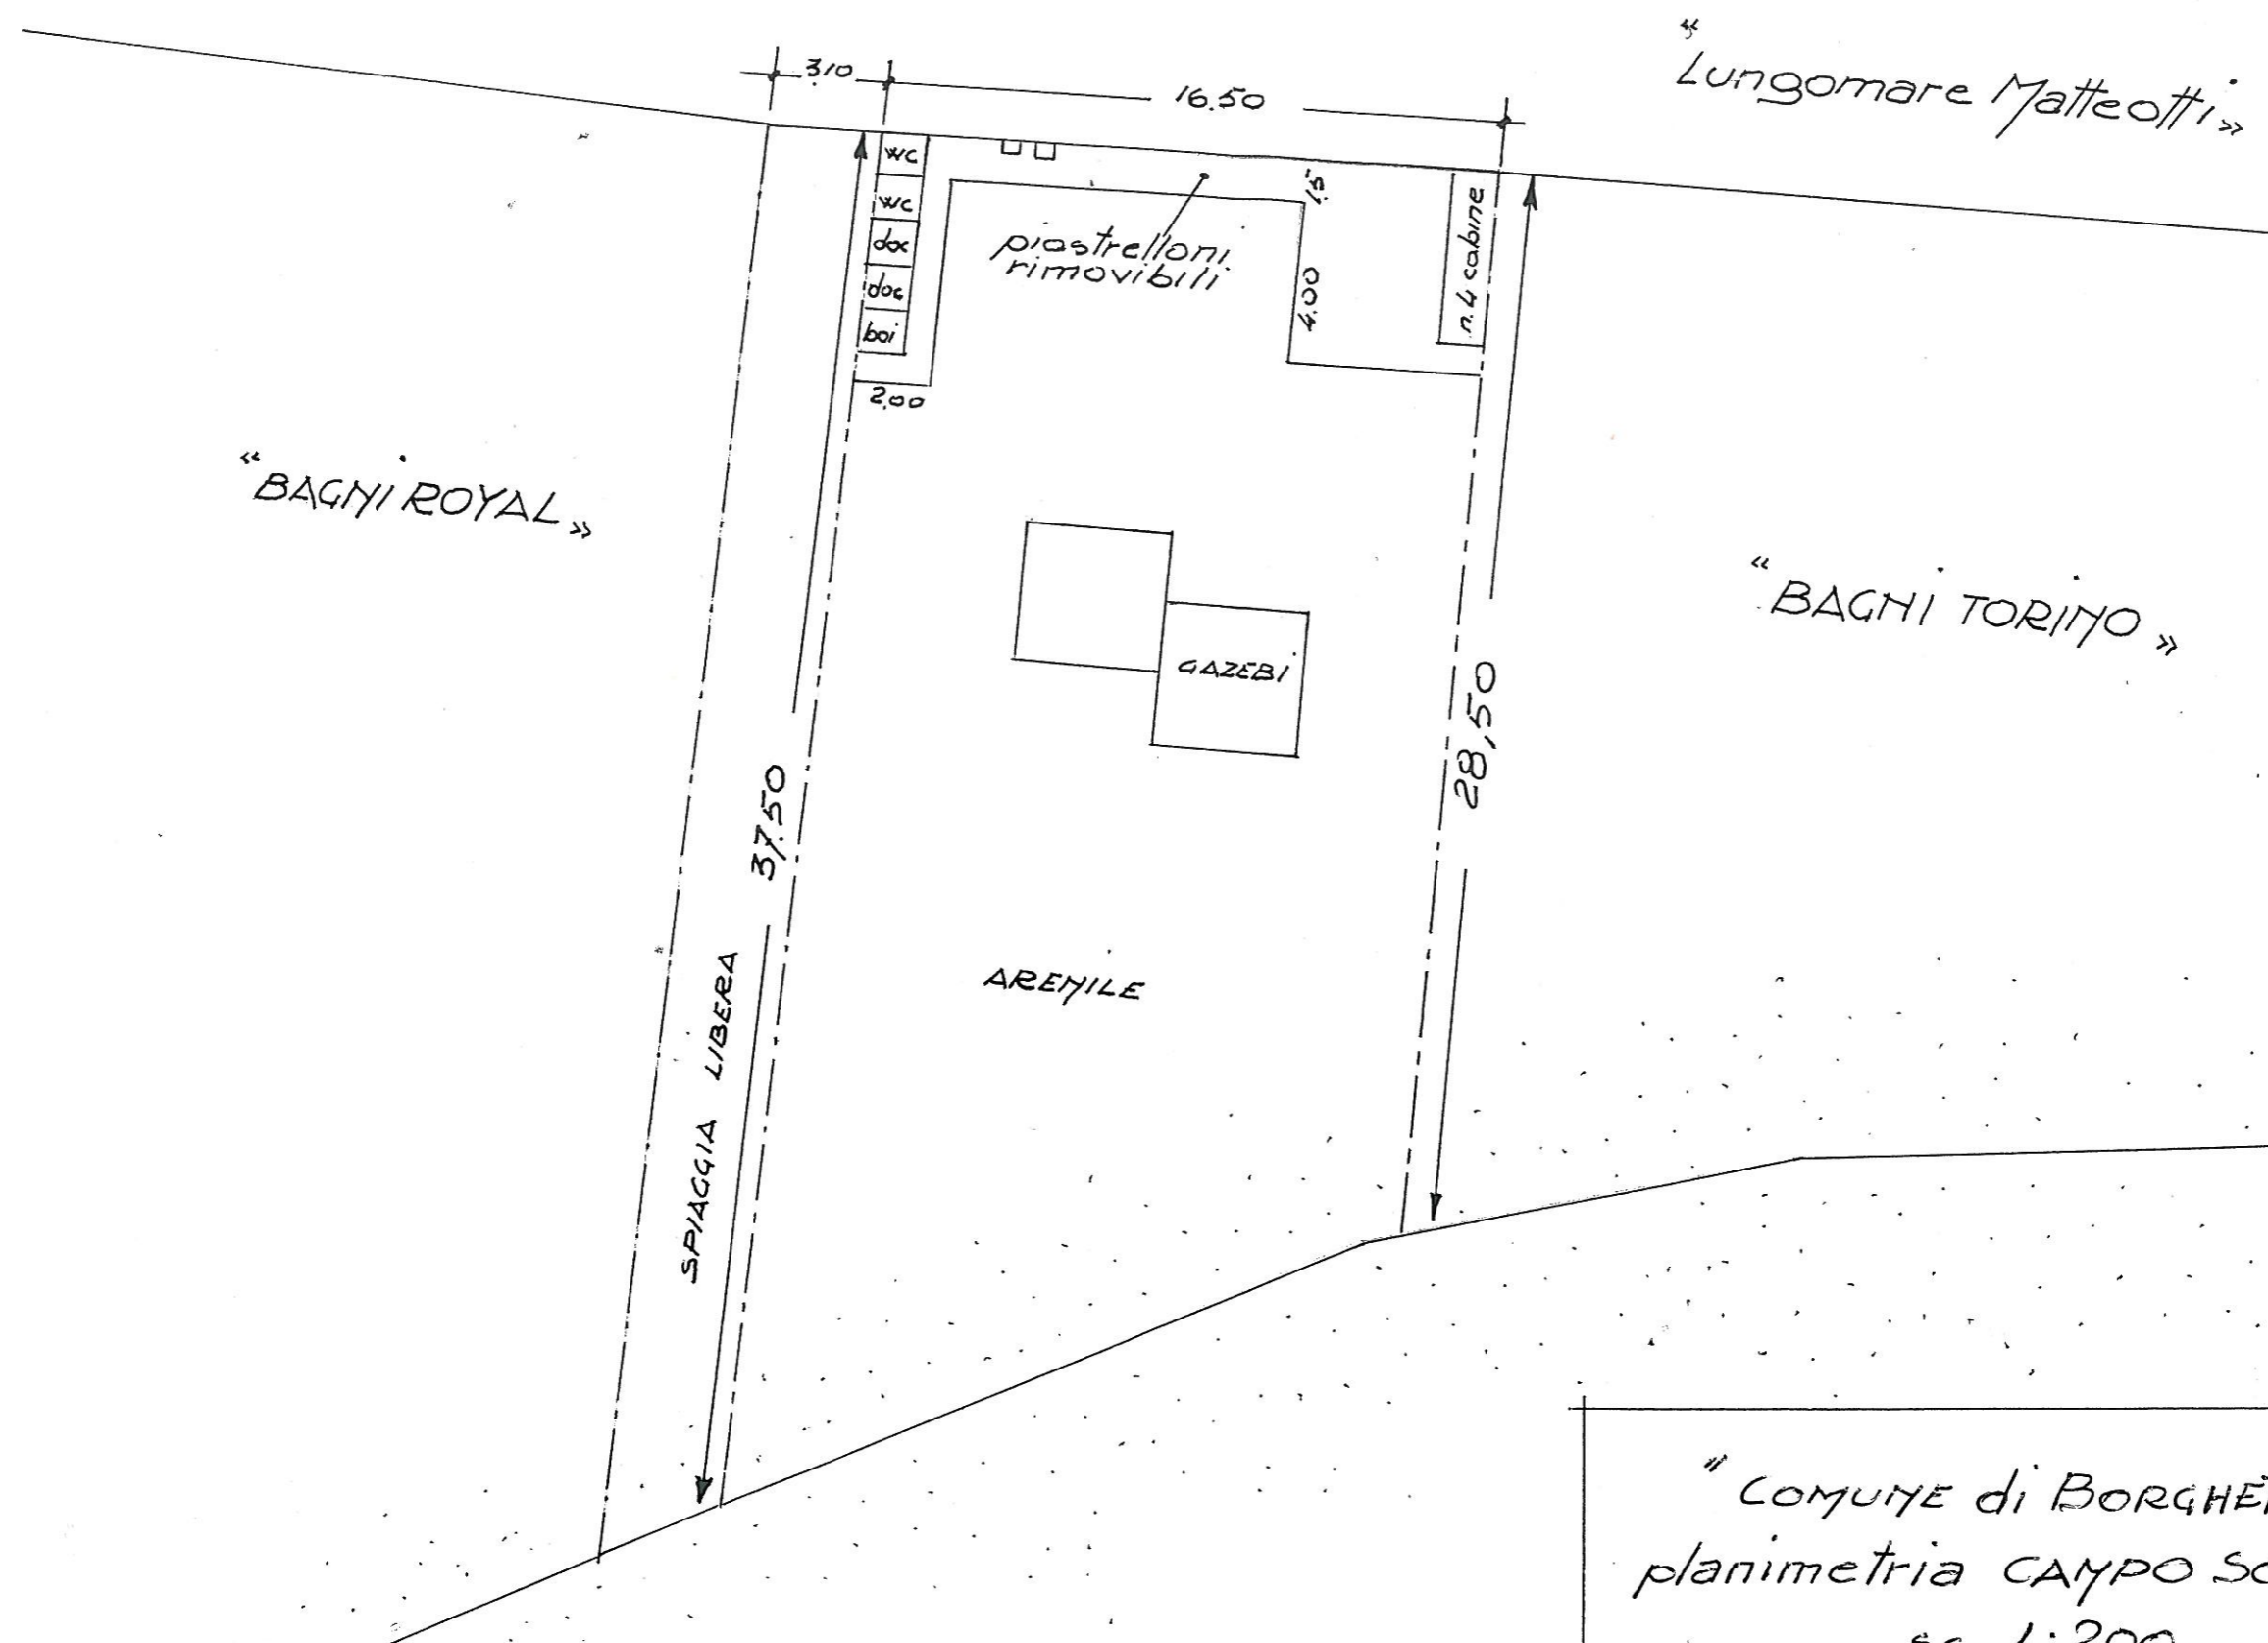 "Lungomare Matteotti"
3,10
16.50
wc
wc
doc
doc
boi
2,00
piastrelloni
rimovibili
1,5
4.00
n.4 cabine
"BAGNI ROYAL"
"BAGNI TORINO"
GAZEBI
28,50
37,50
SPIAGGIA LIBERA
ARENILE
"COMUNE di BORGHE
planimetria CAMPO SO
sc. 1:200